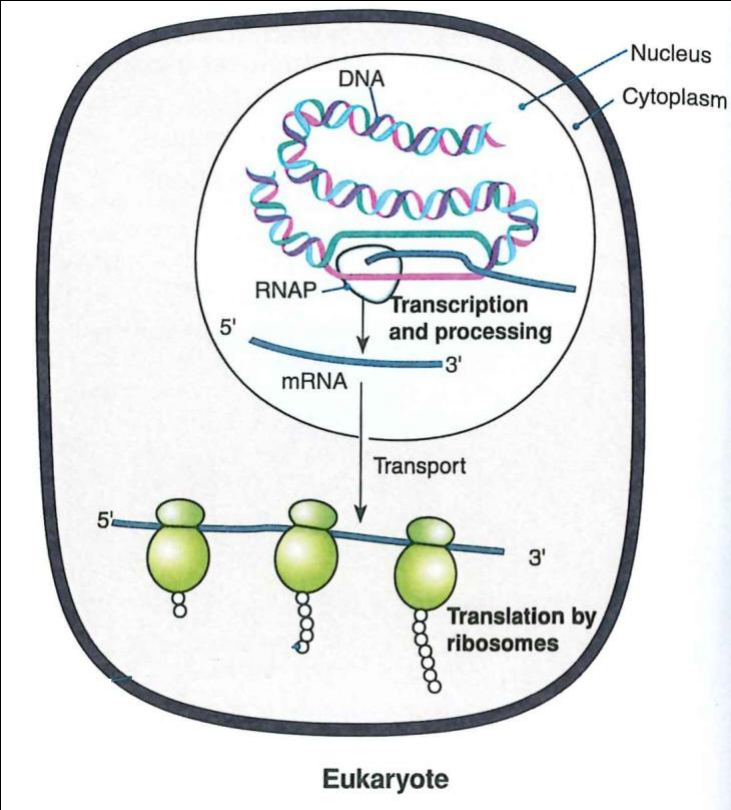 DNA
Nucleus
Cytoplasm
RNAP
Transcription
and processing
5'
3'
mRNA
Transport
5'
3'
Translation by
ribosomes
Eukaryote